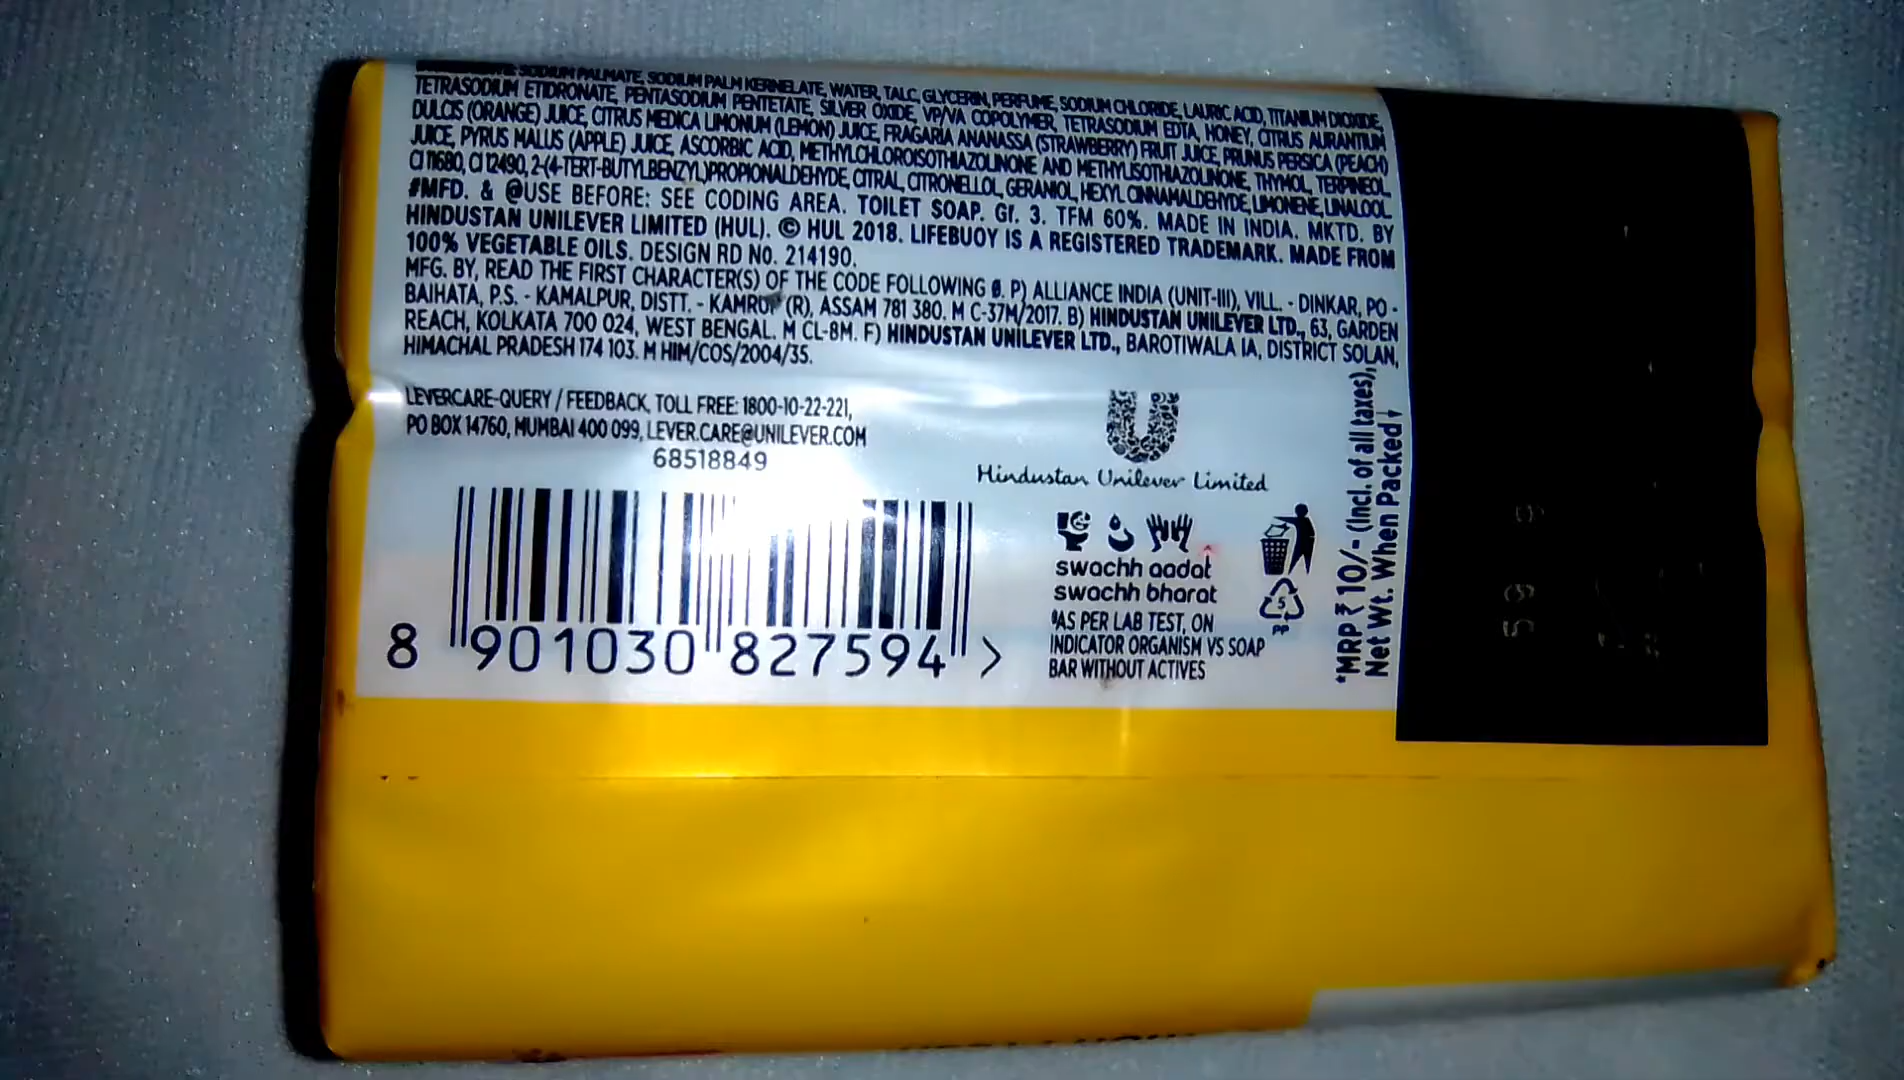 SODIUM PALMATE, SODIUM PALM KERNELATE, WATER, TALC, GLYCERIN, PERFUME, SODIUM CHLORIDE, LAURIC ACID, TITANIUM DIOXIDE,
TETRASODIUM ETIDRONATE, PENTASODIUM PENTETATE, SILVER OXIDE, VP/VA COPOLYMER, TETRASODIUM EDTA, HONEY, CITRUS AURANTIUM
DULCIS (ORANGE) JUICE, CITRUS MEDICA LIMONUM (LEMON) JUICE, FRAGARIA ANANASSA (STRAWBERRY) FRUIT JUICE, PRUNUS PERSICA (PEACH)
JUICE, PYRUS MALUS (APPLE) JUICE, ASCORBIC ACID, METHYLCHLOROISOTHIAZOLINONE AND METHYLISOTHIAZOLINONE, THYMOL, TERPINEOL,
CI 11680, CI 12490, 2-(4-TERT-BUTYLBENZYL)PROPIONALDEHYDE, CITRAL, CITRONELLOL, GERANIOL, HEXYL CINNAMALDEHYDE, LIMONENE, LINALOOL
#MFD. & @USE BEFORE: SEE CODING AREA. TOILET SOAP. Gr. 3. TFM 60%. MADE IN INDIA. MKTD. BY
HINDUSTAN UNILEVER LIMITED (HUL). © HUL 2018. LIFEBUOY IS A REGISTERED TRADEMARK. MADE FROM
100% VEGETABLE OILS. DESIGN RD No. 214190.
MFG. BY, READ THE FIRST CHARACTER(S) OF THE CODE FOLLOWING P) ALLIANCE INDIA (UNIT-III), VILL. - DINKAR, PO -
BAIHATA, P.S. - KAMALPUR, DISTT. - KAMRUP (R), ASSAM 781 380. M C-37M/2017. B) HINDUSTAN UNILEVER LTD., 63, GARDEN
REACH, KOLKATA 700 024, WEST BENGAL. M CL-8M. F) HINDUSTAN UNILEVER LTD., BAROTIWALA IA, DISTRICT SOLAN,
HIMACHAL PRADESH 174 103. M HIM/COS/2004/35.
LEVERCARE-QUERY / FEEDBACK, TOLL FREE: 1800-10-22-221,
PO BOX 14760, MUMBAI 400 099, LEVER.CARE@UNILEVER.COM
68518849
8 901030 827594 >
Hindustan Unilever Limited
swachh aadat
swachh bharat
AS PER LAB TEST, ON
INDICATOR ORGANISM VS SOAP
BAR WITHOUT ACTIVES
5
PP
*MRP ₹ 10/- (Incl. of all taxes),
Net Wt. When Packed